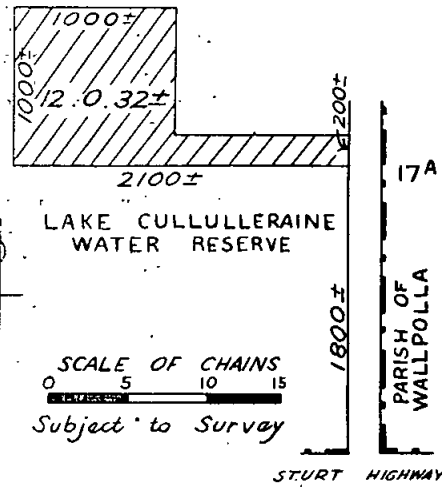 1000±
1000±
12.0.32±
200±
2100±
17A
LAKE CULLULLERAINE
WATER RESERVE
1800±
PARISH OF
WALLPOLLA
SCALE OF CHAINS
0 5 10 15
Subject to Survey
STURT HIGHWAY